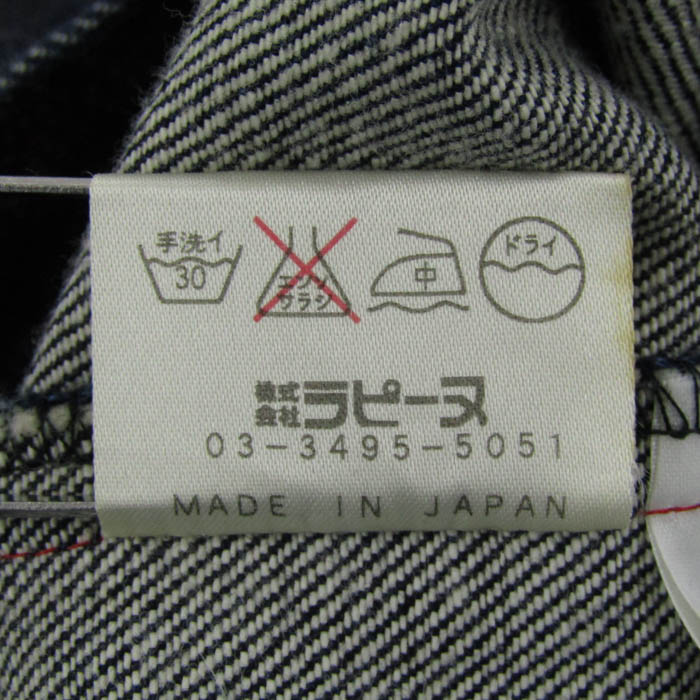 手洗イ
30
エンソ
サラシ
中
ドライ
株式
会社 ラピーヌ
03-3495-5051
MADE IN JAPAN